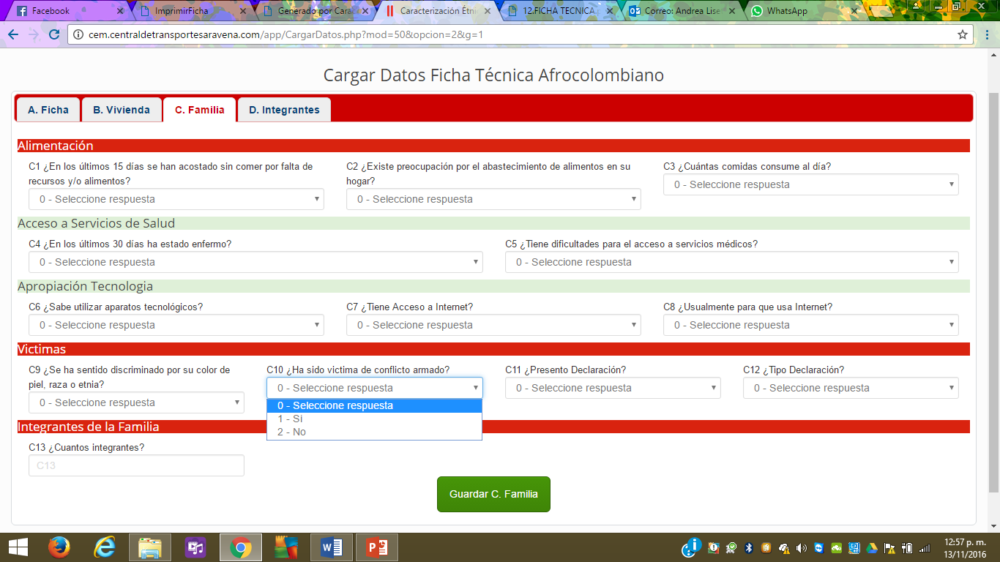 Facebook
ImprimirFicha
Generado por Carac
Caracterización Étni
12.FICHA TECNICA.p
Correo: Andrea Lise
WhatsApp
cem.centraldetransportesaravena.com/app/CargarDatos.php?mod=50&opcion=2&g=1
Cargar Datos Ficha Técnica Afrocolombiano
A. Ficha
B. Vivienda
C. Familia
D. Integrantes
Alimentación
C1 ¿En los últimos 15 días se han acostado sin comer por falta de
recursos y/o alimentos?
0 - Seleccione respuesta
C2 ¿Existe preocupación por el abastecimiento de alimentos en su
hogar?
0 - Seleccione respuesta
C3 ¿Cuántas comidas consume al día?
0 - Seleccione respuesta
Acceso a Servicios de Salud
C4 ¿En los últimos 30 días ha estado enfermo?
0 - Seleccione respuesta
C5 ¿Tiene dificultades para el acceso a servicios médicos?
0 - Seleccione respuesta
Apropiación Tecnologia
C6 ¿Sabe utilizar aparatos tecnológicos?
0 - Seleccione respuesta
C7 ¿Tiene Acceso a Internet?
0 - Seleccione respuesta
C8 ¿Usualmente para que usa Internet?
0 - Seleccione respuesta
Victimas
C9 ¿Se ha sentido discriminado por su color de
piel, raza o etnia?
0 - Seleccione respuesta
C10 ¿Ha sido victima de conflicto armado?
0 - Seleccione respuesta
0 - Seleccione respuesta
1 - Si
2 - No
C11 ¿Presento Declaración?
0 - Seleccione respuesta
C12 ¿Tipo Declaración?
0 - Seleccione respuesta
Integrantes de la Familia
C13 ¿Cuantos integrantes?
C13
Guardar C. Familia
12:57 p. m.
13/11/2016